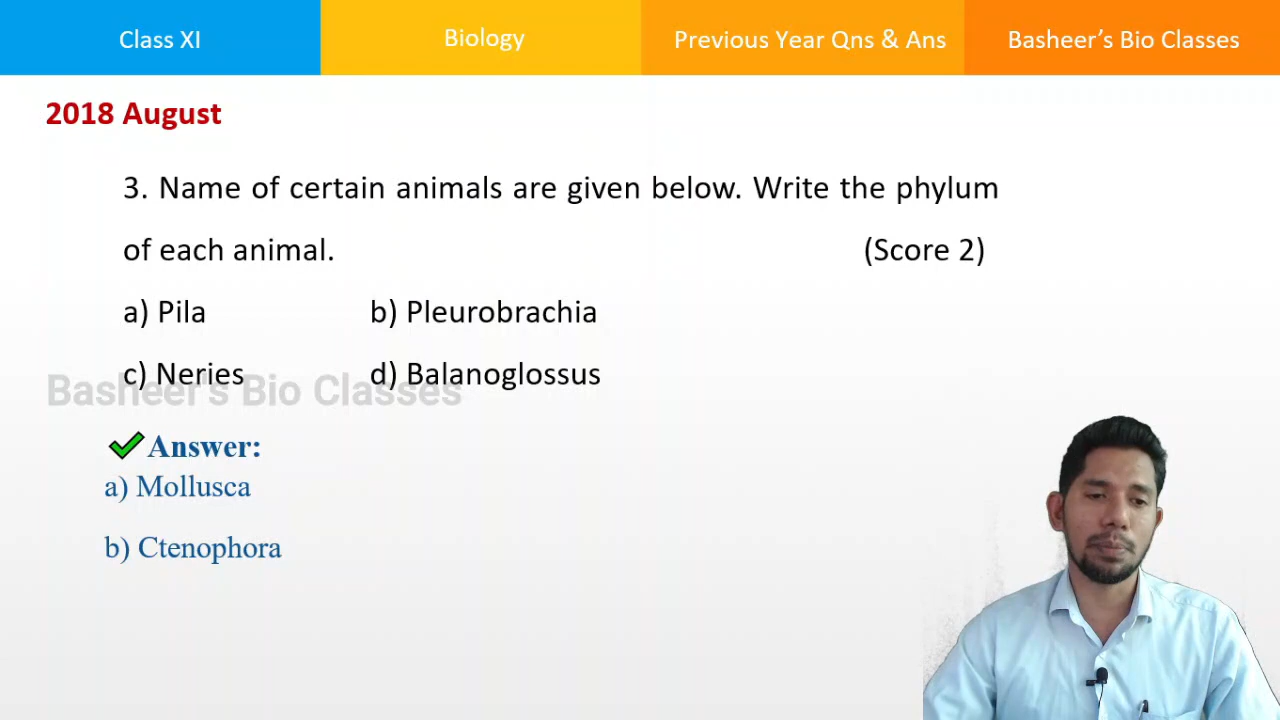 Class XI
Biology
Previous Year Qns & Ans
Basheer’s Bio Classes
2018 August
3. Name of certain animals are given below. Write the phylum
of each animal. (Score 2)
a) Pila b) Pleurobrachia
c) Neries d) Balanoglossus
Basheer's Bio Classes
Answer:
a) Mollusca
b) Ctenophora